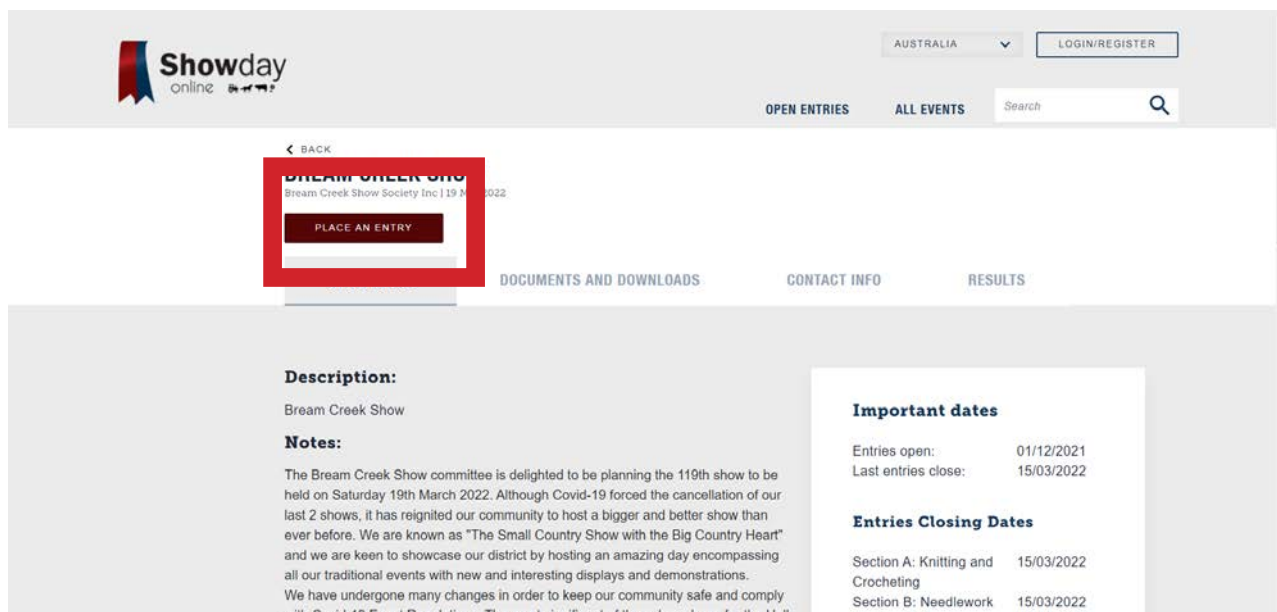 AUSTRALIA
LOGIN/REGISTER
Showday
online
OPEN ENTRIES
ALL EVENTS
Search
BACK
BREAM CREEK SHO
Bream Creek Show Society Inc | 19 M 2022
PLACE AN ENTRY
DOCUMENTS AND DOWNLOADS
CONTACT INFO
RESULTS
Description:
Bream Creek Show
Notes:
The Bream Creek Show committee is delighted to be planning the 119th show to be
held on Saturday 19th March 2022. Although Covid-19 forced the cancellation of our
last 2 shows, it has reignited our community to host a bigger and better show than
ever before. We are known as "The Small Country Show with the Big Country Heart"
and we are keen to showcase our district by hosting an amazing day encompassing
all our traditional events with new and interesting displays and demonstrations.
We have undergone many changes in order to keep our community safe and comply
Important dates
Entries open: 01/12/2021
Last entries close: 15/03/2022
Entries Closing Dates
Section A: Knitting and 15/03/2022
Crocheting
Section B: Needlework 15/03/2022